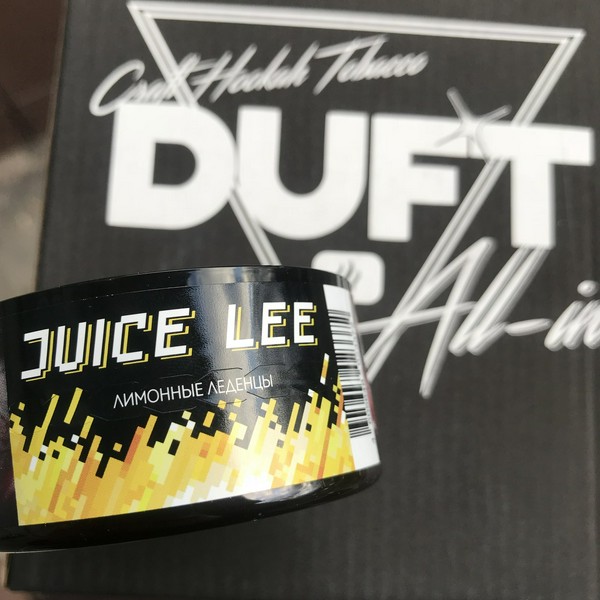 Craft Hookah Tobacco
DUFT
All-in
JUICE LEE
ЛИМОННЫЕ ЛЕДЕНЦЫ